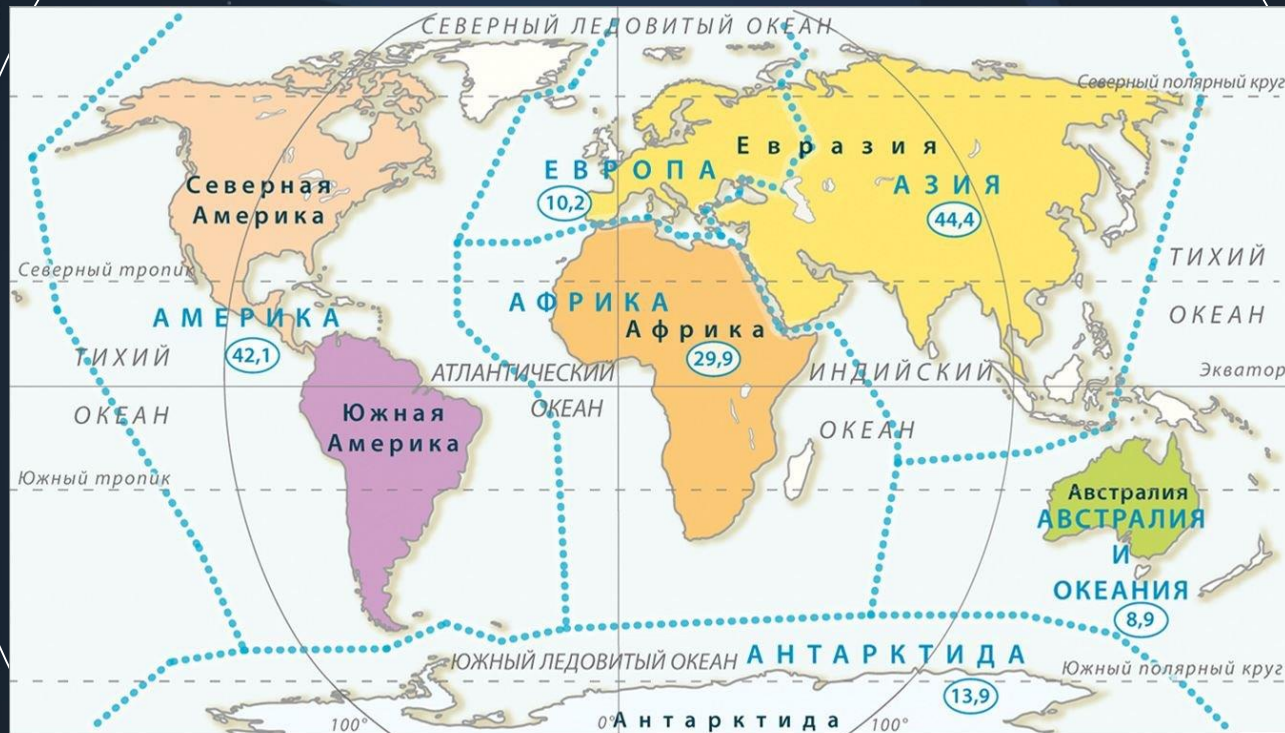 СЕВЕРНЫЙ ЛЕДОВИТЫЙ ОКЕАН
Северный полярный круг
Евразия
ЕВРОПА
10,2
АЗИЯ
44,4
Северная
Америка
Северный тропик
ТИХИЙ
ОКЕАН
АМЕРИКА
42,1
АФРИКА
Африка
29,9
ТИХИЙ
ОКЕАН
АТЛАНТИЧЕСКИЙ
ОКЕАН
ИНДИЙСКИЙ
ОКЕАН
Экватор
Южная
Америка
Южный тропик
Австралия
АВСТРАЛИЯ
И
ОКЕАНИЯ
8,9
ЮЖНЫЙ ЛЕДОВИТЫЙ ОКЕАН
АНТАРКТИДА
13,9
Южный полярный круг
100°
0°
Антарктида
100°